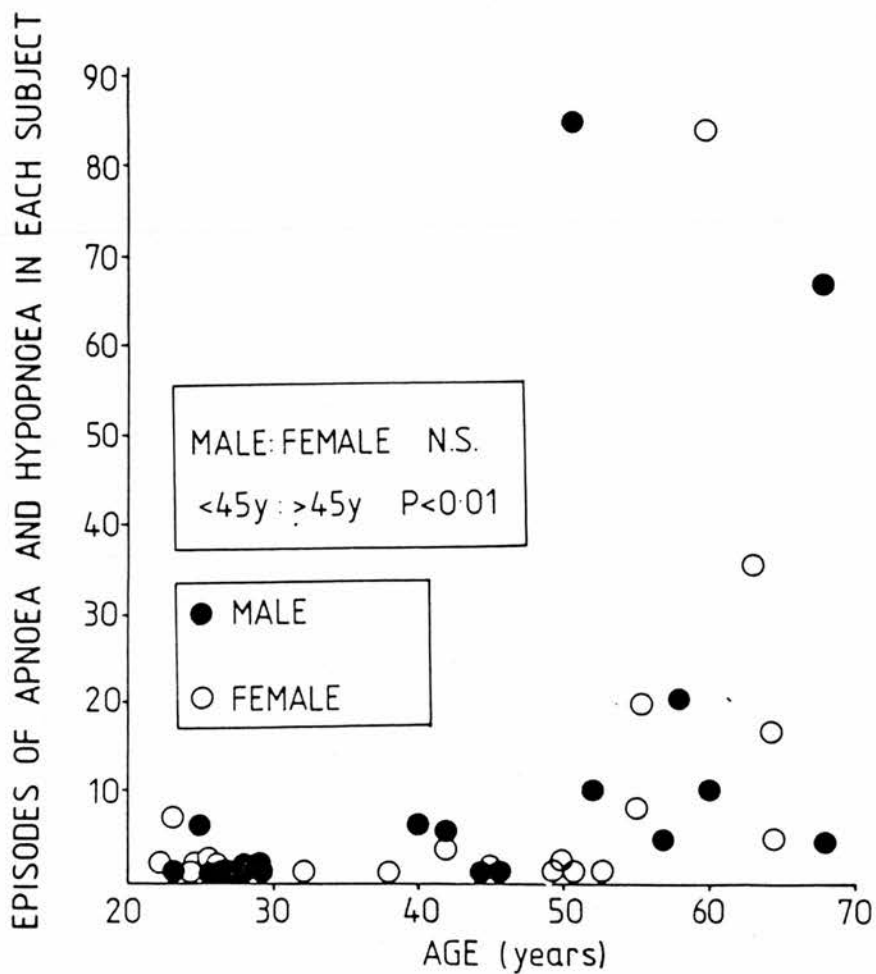 EPISODES OF APNOEA AND HYPOPNOEA IN EACH SUBJECT
90
80
70
60
50
40
30
20
10
MALE:FEMALE N.S.
<45y : >45y P<0·01
MALE
FEMALE
20 30 40 50 60 70
AGE (years)